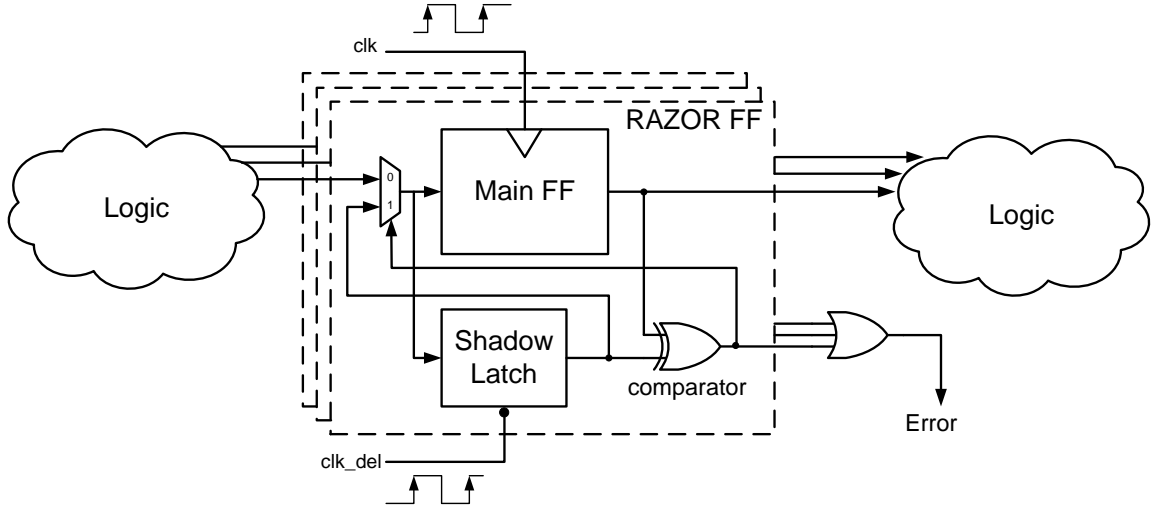 clk
RAZOR FF
Logic
0
1
Main FF
Logic
Shadow
Latch
comparator
Error
clk_del